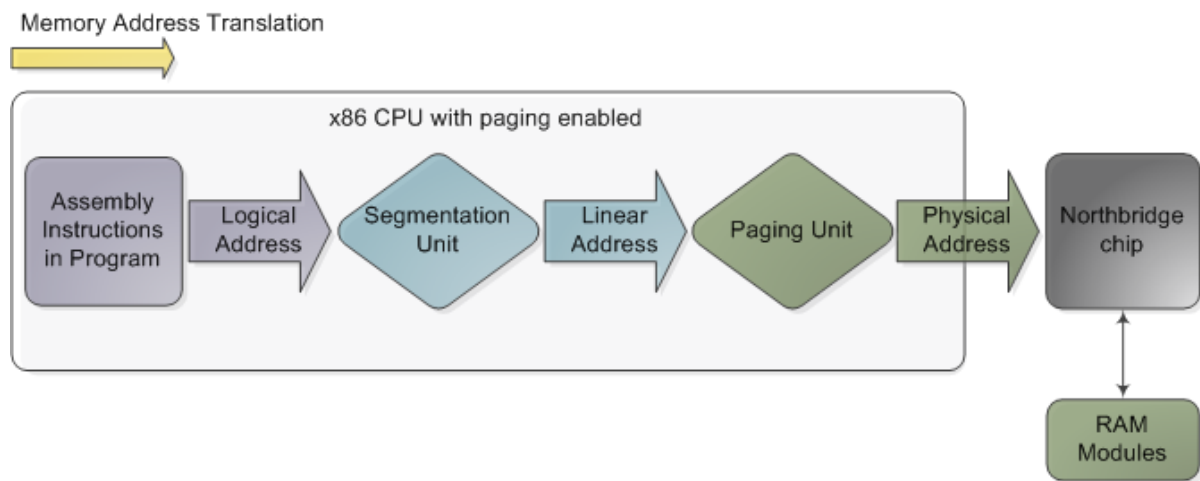 Memory Address Translation
x86 CPU with paging enabled
Assembly
Instructions
in Program
Logical
Address
Segmentation
Unit
Linear
Address
Paging Unit
Physical
Address
Northbridge
chip
RAM
Modules